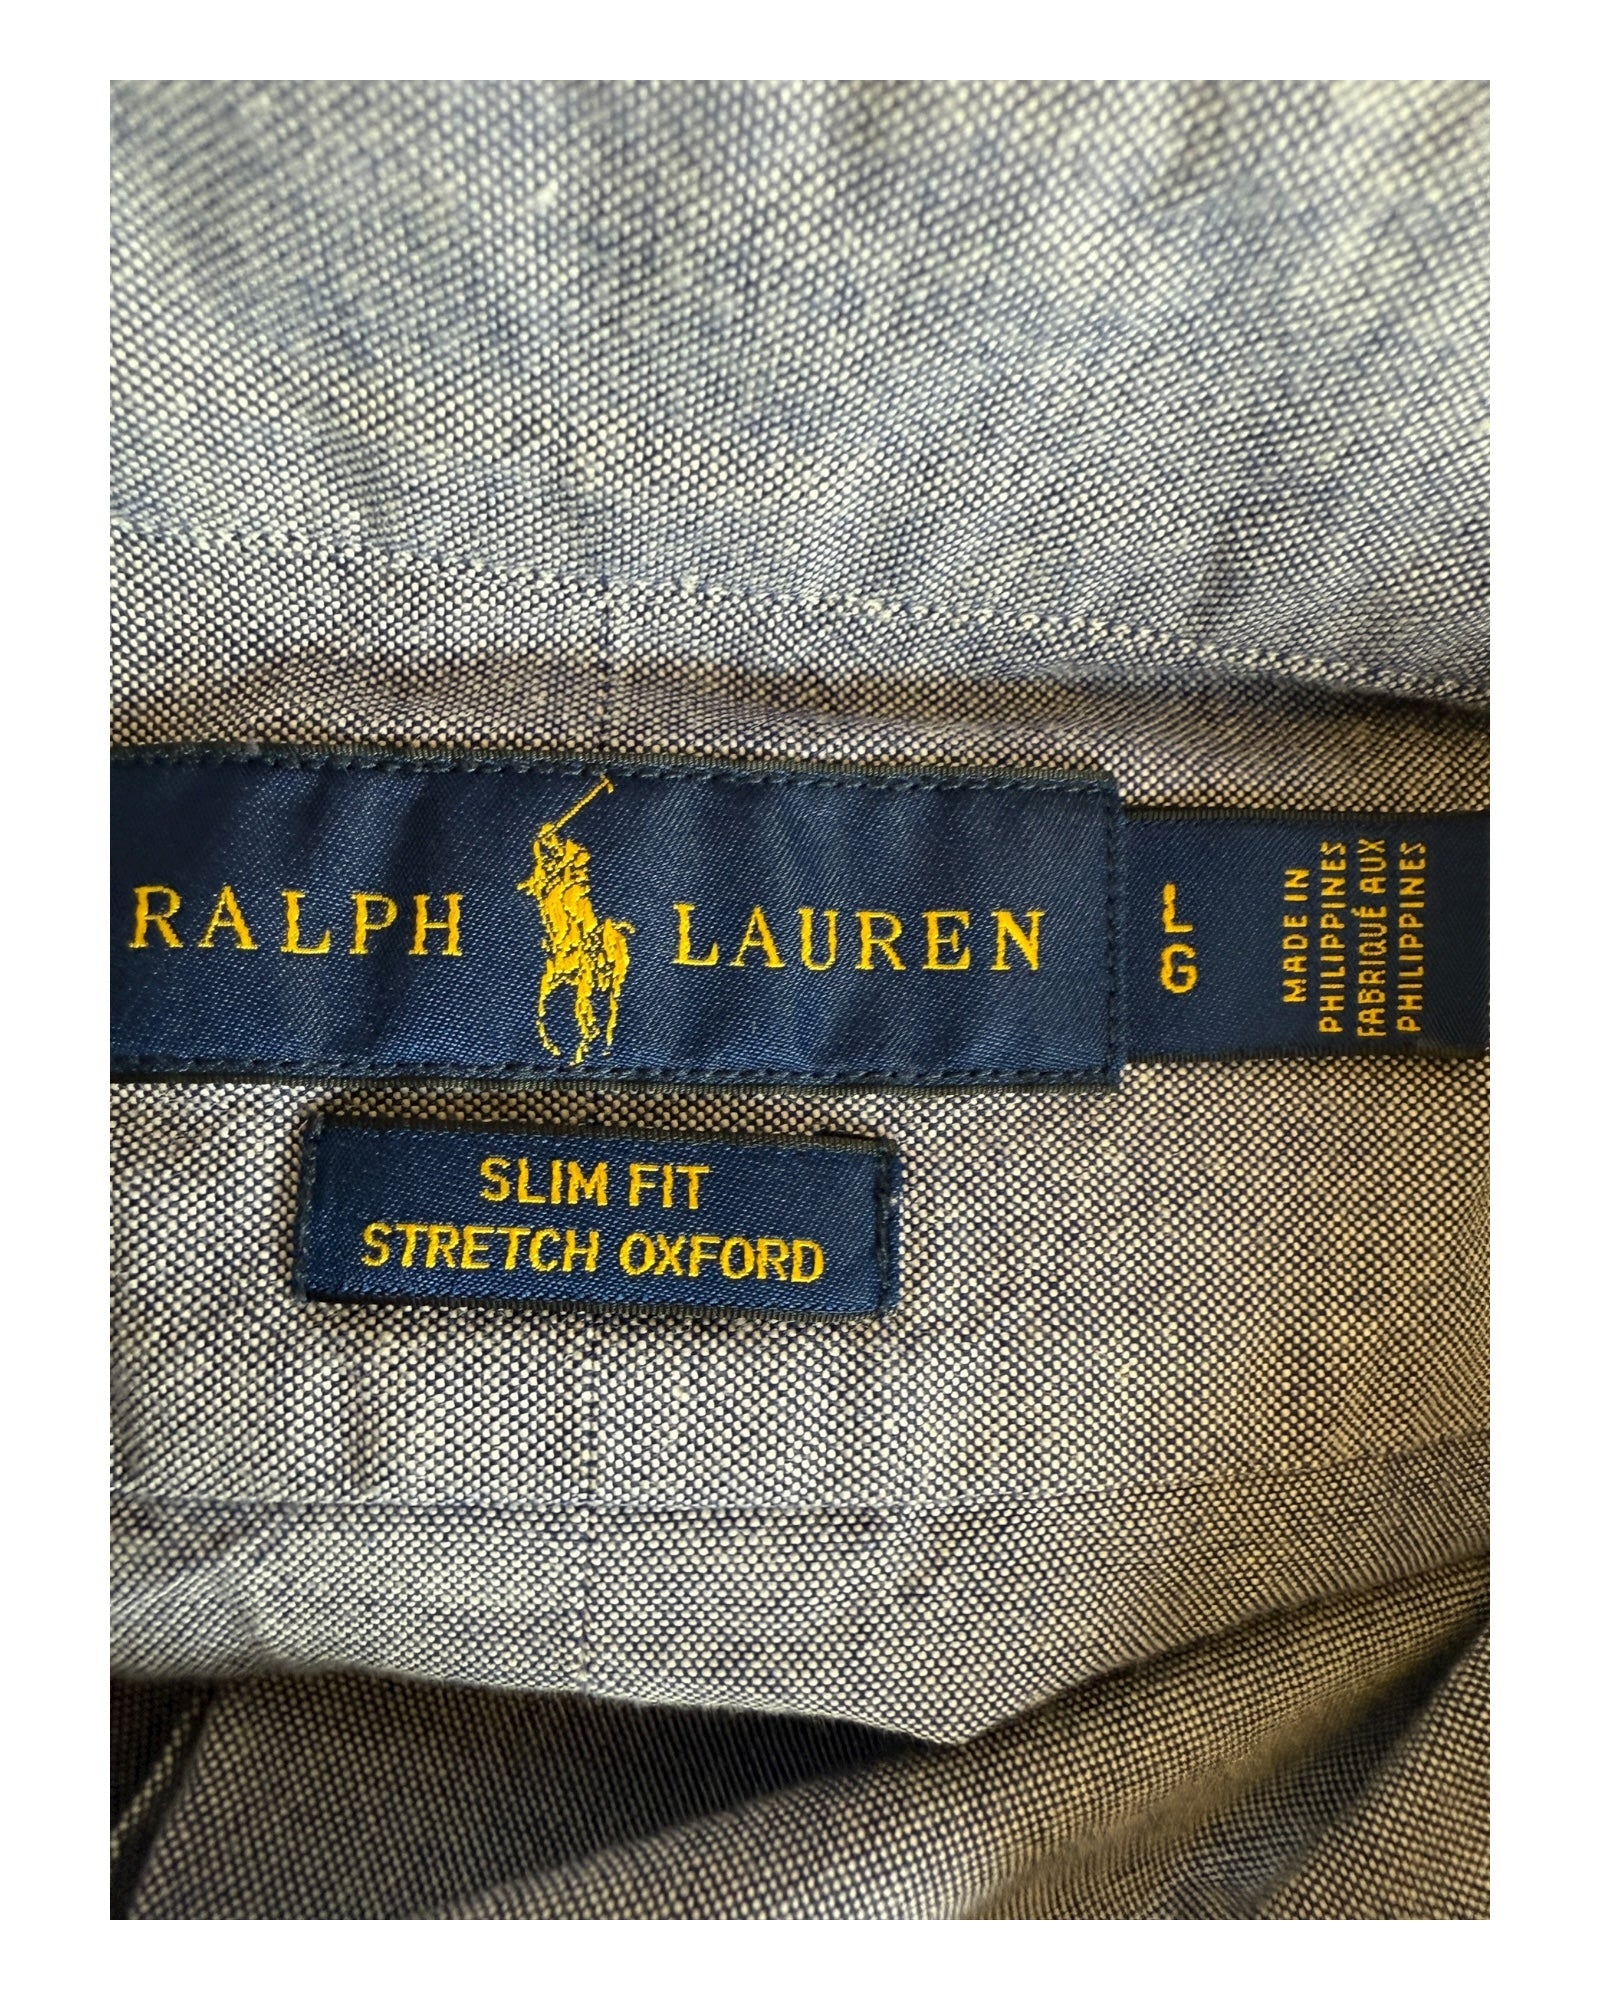 RALPH LAUREN
L
G
MADE IN
PHILIPPINES
FABRIQUÉ AUX
PHILIPPINES
SLIM FIT
STRETCH OXFORD